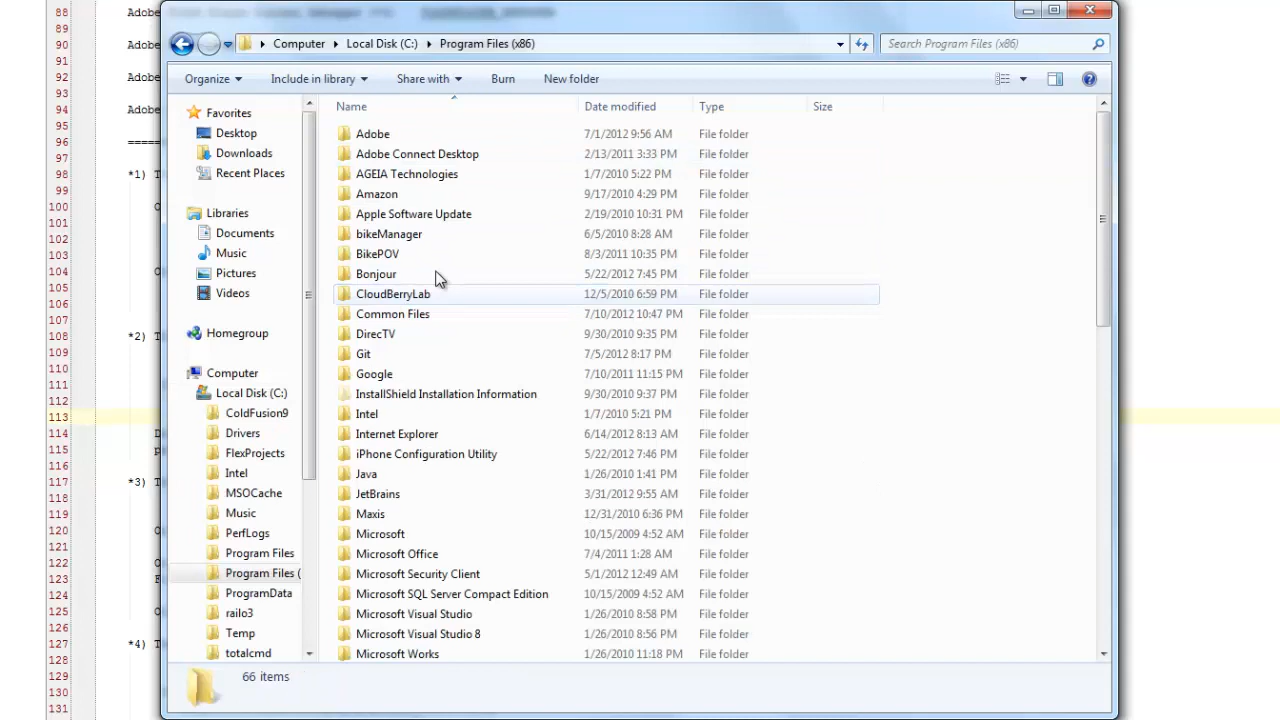 88 Adobe
89
90 Adobe
91
92 Adobe
93
94 Adobe
95
96 =====
97
98 *1) T
99
100 O
101
102
103
104 O
105
106
107
108 *2) T
109
110
111
112
113
114 D
115 p
116
117 *3) T
118
119
120 O
121
122 O
123 F
124
125 O
126
127 *4) T
128
129
130
131
Computer Local Disk (C:) Program Files (x86)
Search Program Files (x86)
Organize Include in library Share with Burn New folder
Favorites
Desktop
Downloads
Recent Places
Libraries
Documents
Music
Pictures
Videos
Homegroup
Computer
Local Disk (C:)
ColdFusion9
Drivers
FlexProjects
Intel
MSOCache
Music
PerfLogs
Program Files
Program Files (
ProgramData
railo3
Temp
totalcmd
Name Date modified Type Size
Adobe 7/1/2012 9:56 AM File folder
Adobe Connect Desktop 2/13/2011 3:33 PM File folder
AGEIA Technologies 1/7/2010 5:22 PM File folder
Amazon 9/17/2010 4:29 PM File folder
Apple Software Update 2/19/2010 10:31 PM File folder
bikeManager 6/5/2010 8:28 AM File folder
BikePOV 8/3/2011 10:35 PM File folder
Bonjour 5/22/2012 7:45 PM File folder
CloudBerryLab 12/5/2010 6:59 PM File folder
Common Files 7/10/2012 10:47 PM File folder
DirecTV 9/30/2010 9:35 PM File folder
Git 7/5/2012 8:17 PM File folder
Google 7/10/2011 11:15 PM File folder
InstallShield Installation Information 9/30/2010 9:37 PM File folder
Intel 1/7/2010 5:21 PM File folder
Internet Explorer 6/14/2012 8:13 AM File folder
iPhone Configuration Utility 5/22/2012 7:46 PM File folder
Java 1/26/2010 1:41 PM File folder
JetBrains 3/31/2012 9:55 AM File folder
Maxis 12/31/2010 6:36 PM File folder
Microsoft 10/15/2009 4:52 AM File folder
Microsoft Office 7/4/2011 1:28 AM File folder
Microsoft Security Client 5/1/2012 12:49 AM File folder
Microsoft SQL Server Compact Edition 10/15/2009 4:52 AM File folder
Microsoft Visual Studio 1/26/2010 8:58 PM File folder
Microsoft Visual Studio 8 1/26/2010 8:56 PM File folder
Microsoft Works 1/26/2010 11:18 PM File folder
66 items